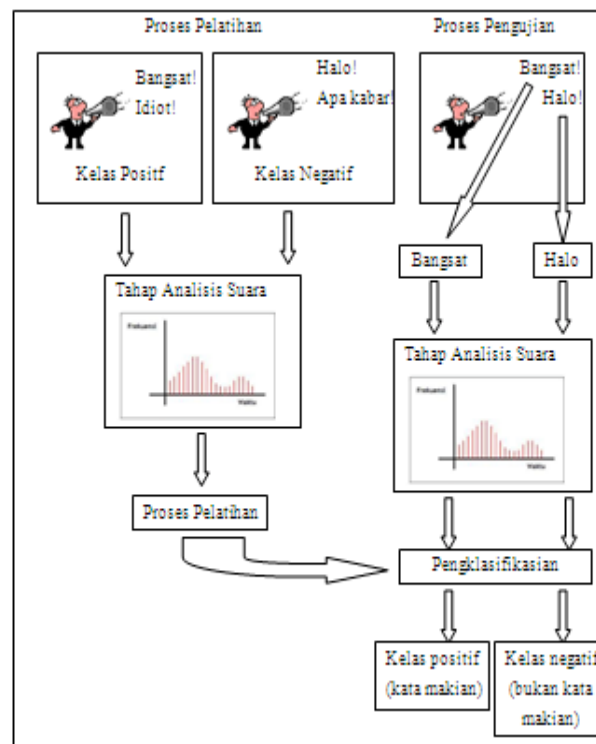 Proses Pelatihan
Bangsat!
Idiot!
Kelas Positf
Halo!
Apa kabar!
Kelas Negatif
Tahap Analisis Suara
Frekuensi
Waktu
Proses Pelatihan
Proses Pengujian
Bangsat!
Halo!
Bangsat
Halo
Tahap Analisis Suara
Frekuensi
Waktu
Pengklasifikasian
Kelas positif
(kata makian)
Kelas negatif
(bukan kata
makian)